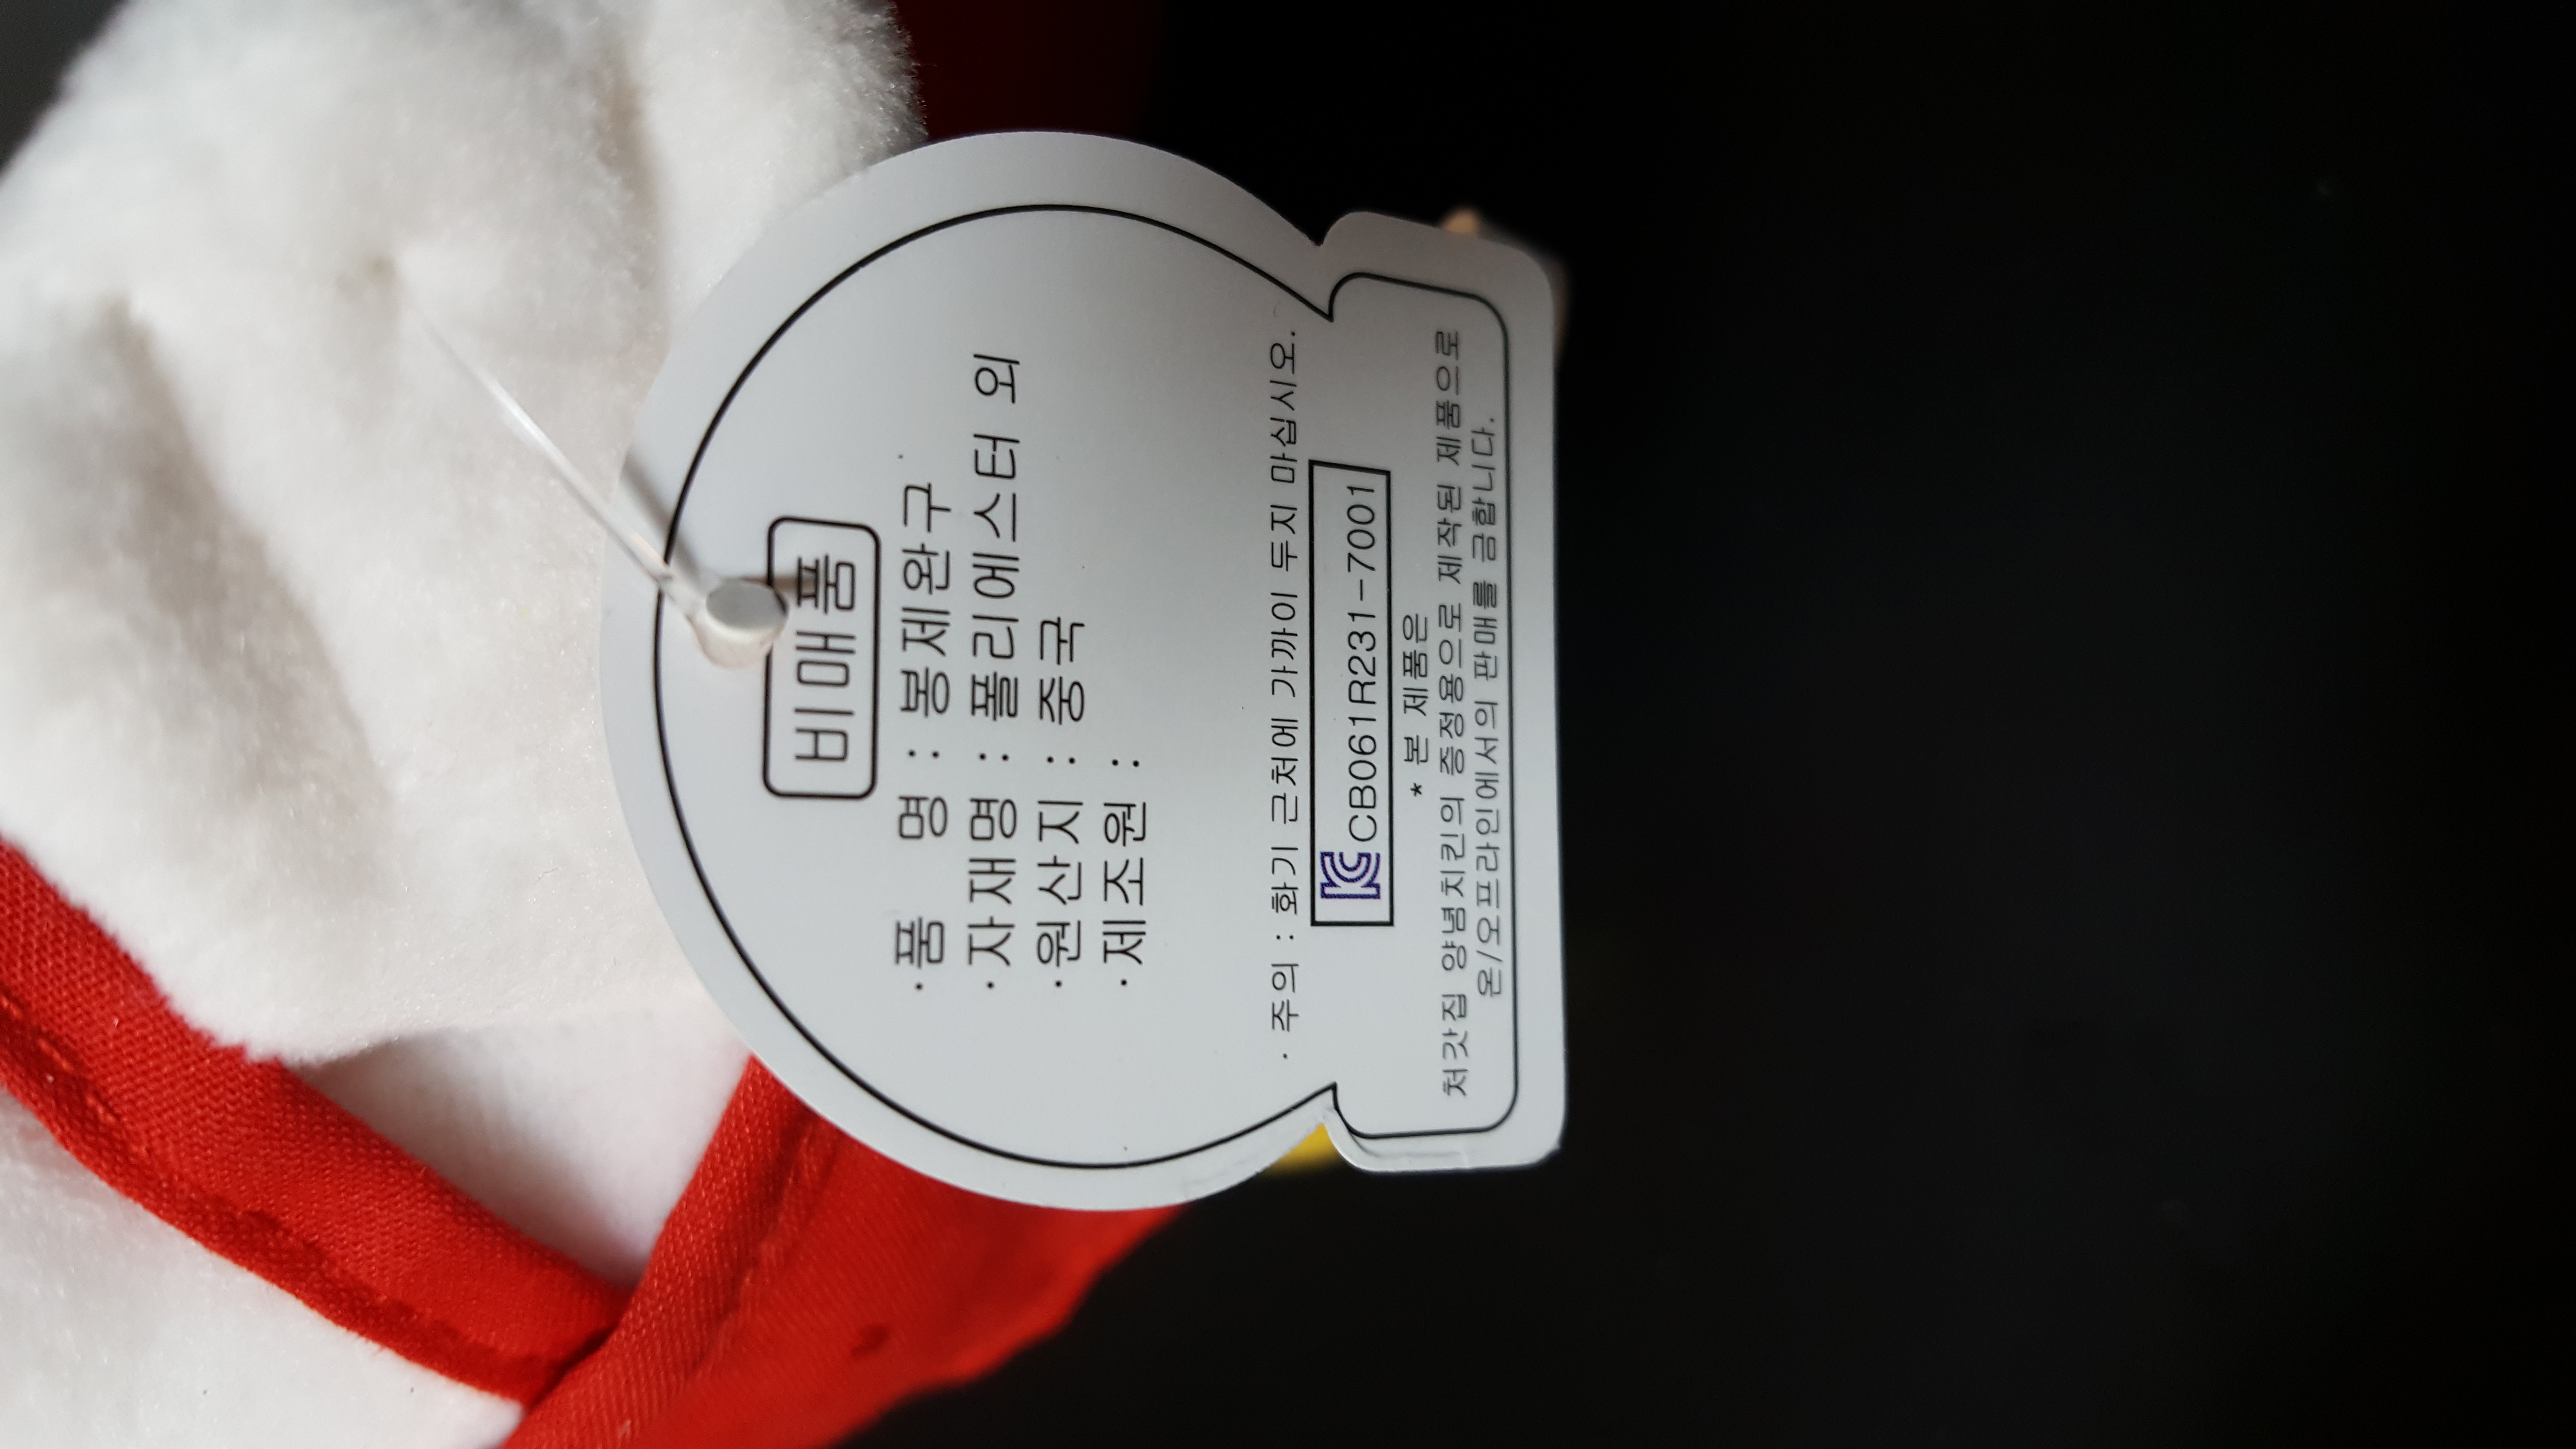 비매품
· 품 명 : 봉제완구
· 자재명 : 폴리에스터 외
· 원산지 : 중국
· 제조원 :
· 주의 : 화기 근처에 가까이 두지 마십시오.
KC CB061R231-7001
* 본 제품은
처갓집 양념치킨의 증정용으로 제작된 제품으로
온/오프라인에서의 판매를 금합니다.